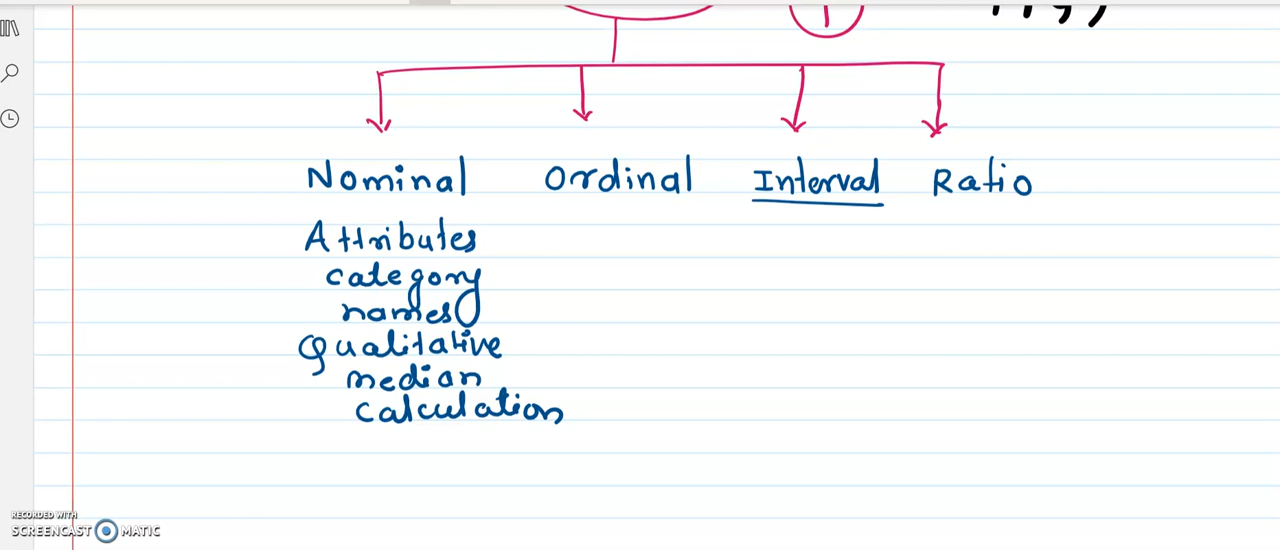 Nominal Ordinal Interval Ratio
Attributes
category
names
Qualitative
median
calculation
RECORDED WITH
SCREENCAST MATIC